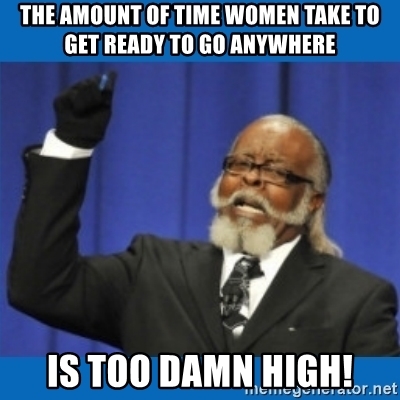 THE AMOUNT OF TIME WOMEN TAKE TO
GET READY TO GO ANYWHERE
IS TOO DAMN HIGH!
memegenerator.net